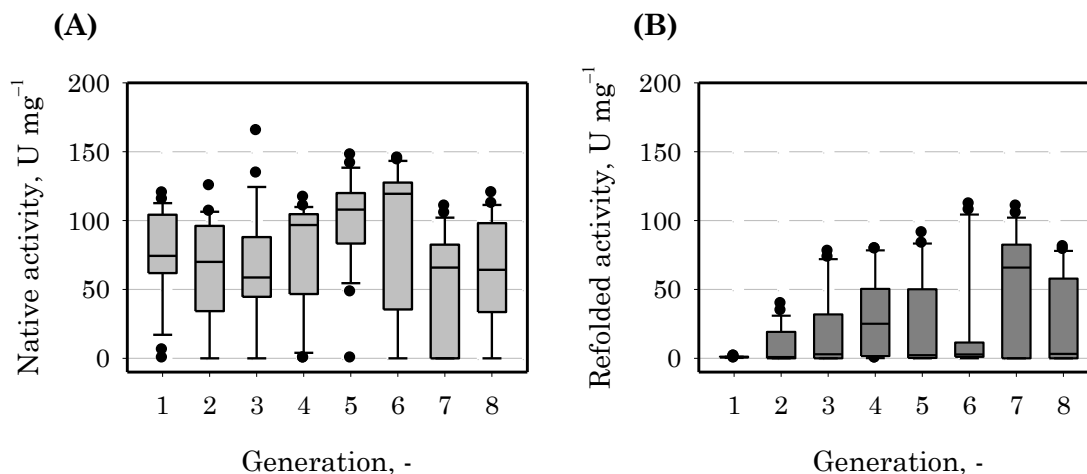 (A)
Native activity, U mg⁻¹
200
150
100
50
0
1 2 3 4 5 6 7 8
Generation, -
(B)
Refolded activity, U mg⁻¹
200
150
100
50
0
1 2 3 4 5 6 7 8
Generation, -